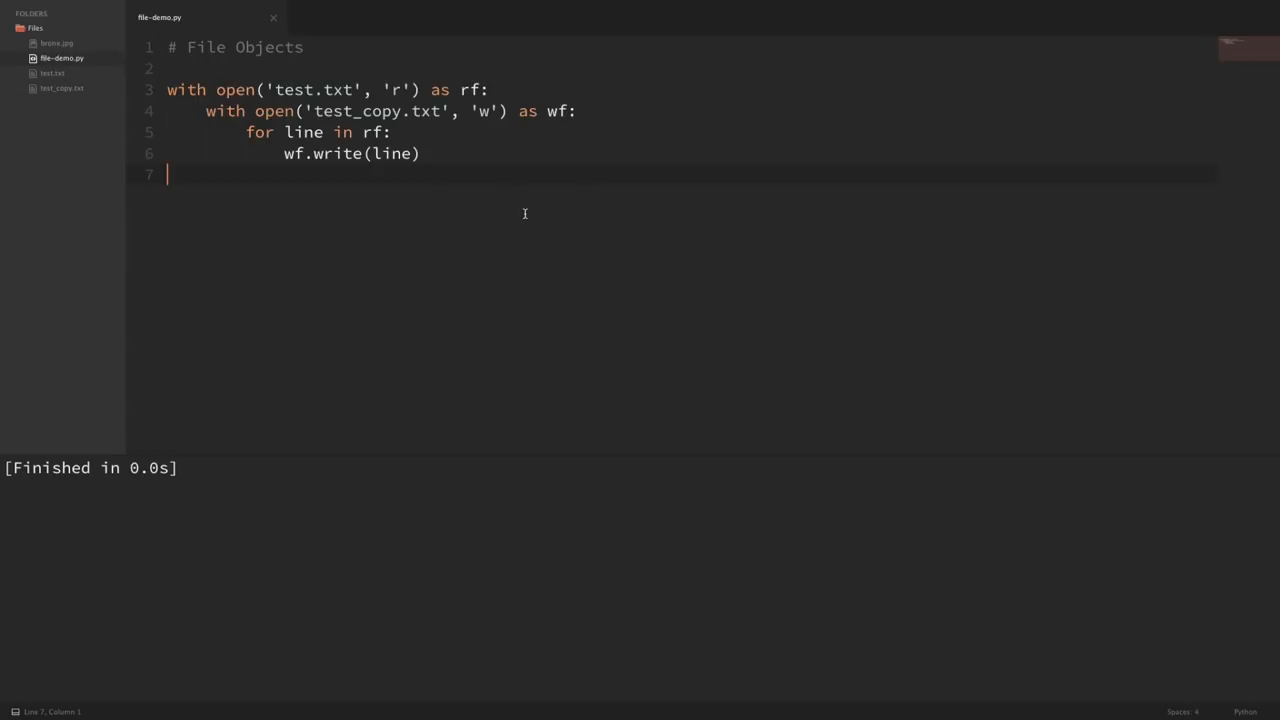 FOLDERS
Files
bronx.jpg
file-demo.py
test.txt
test_copy.txt
file-demo.py
1 # File Objects
2
3 with open('test.txt', 'r') as rf:
4     with open('test_copy.txt', 'w') as wf:
5         for line in rf:
6             wf.write(line)
7
[Finished in 0.0s]
Line 7, Column 1
Spaces: 4
Python